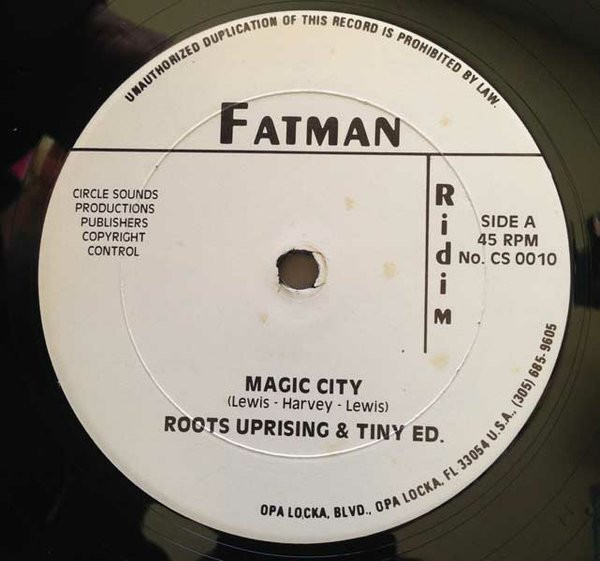 UNAUTHORIZED DUPLICATION OF THIS RECORD IS PROHIBITED BY LAW.
FATMAN
Ridim
CIRCLE SOUNDS
PRODUCTIONS
PUBLISHERS
COPYRIGHT
CONTROL
SIDE A
45 RPM
No. CS 0010
MAGIC CITY
(Lewis - Harvey - Lewis)
ROOTS UPRISING & TINY ED.
OPA LOCKA, BLVD., OPA LOCKA, FL 33054 U.S.A., (305) 685-9605